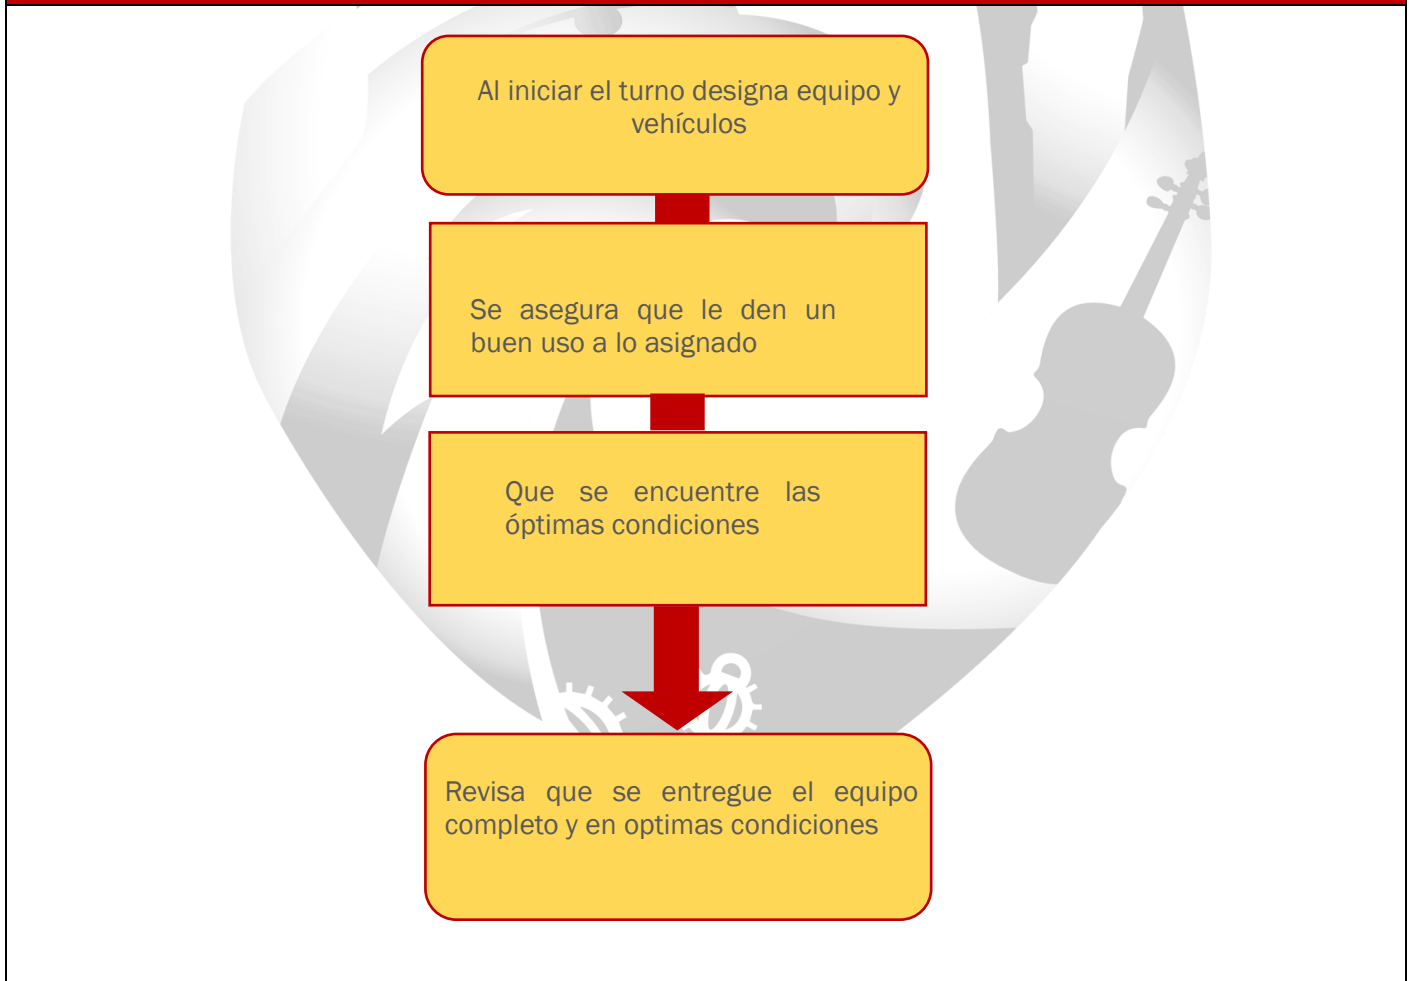 Al iniciar el turno designa equipo y
vehículos
Se asegura que le den un
buen uso a lo asignado
Que se encuentre las
óptimas condiciones
Revisa que se entregue el equipo
completo y en optimas condiciones